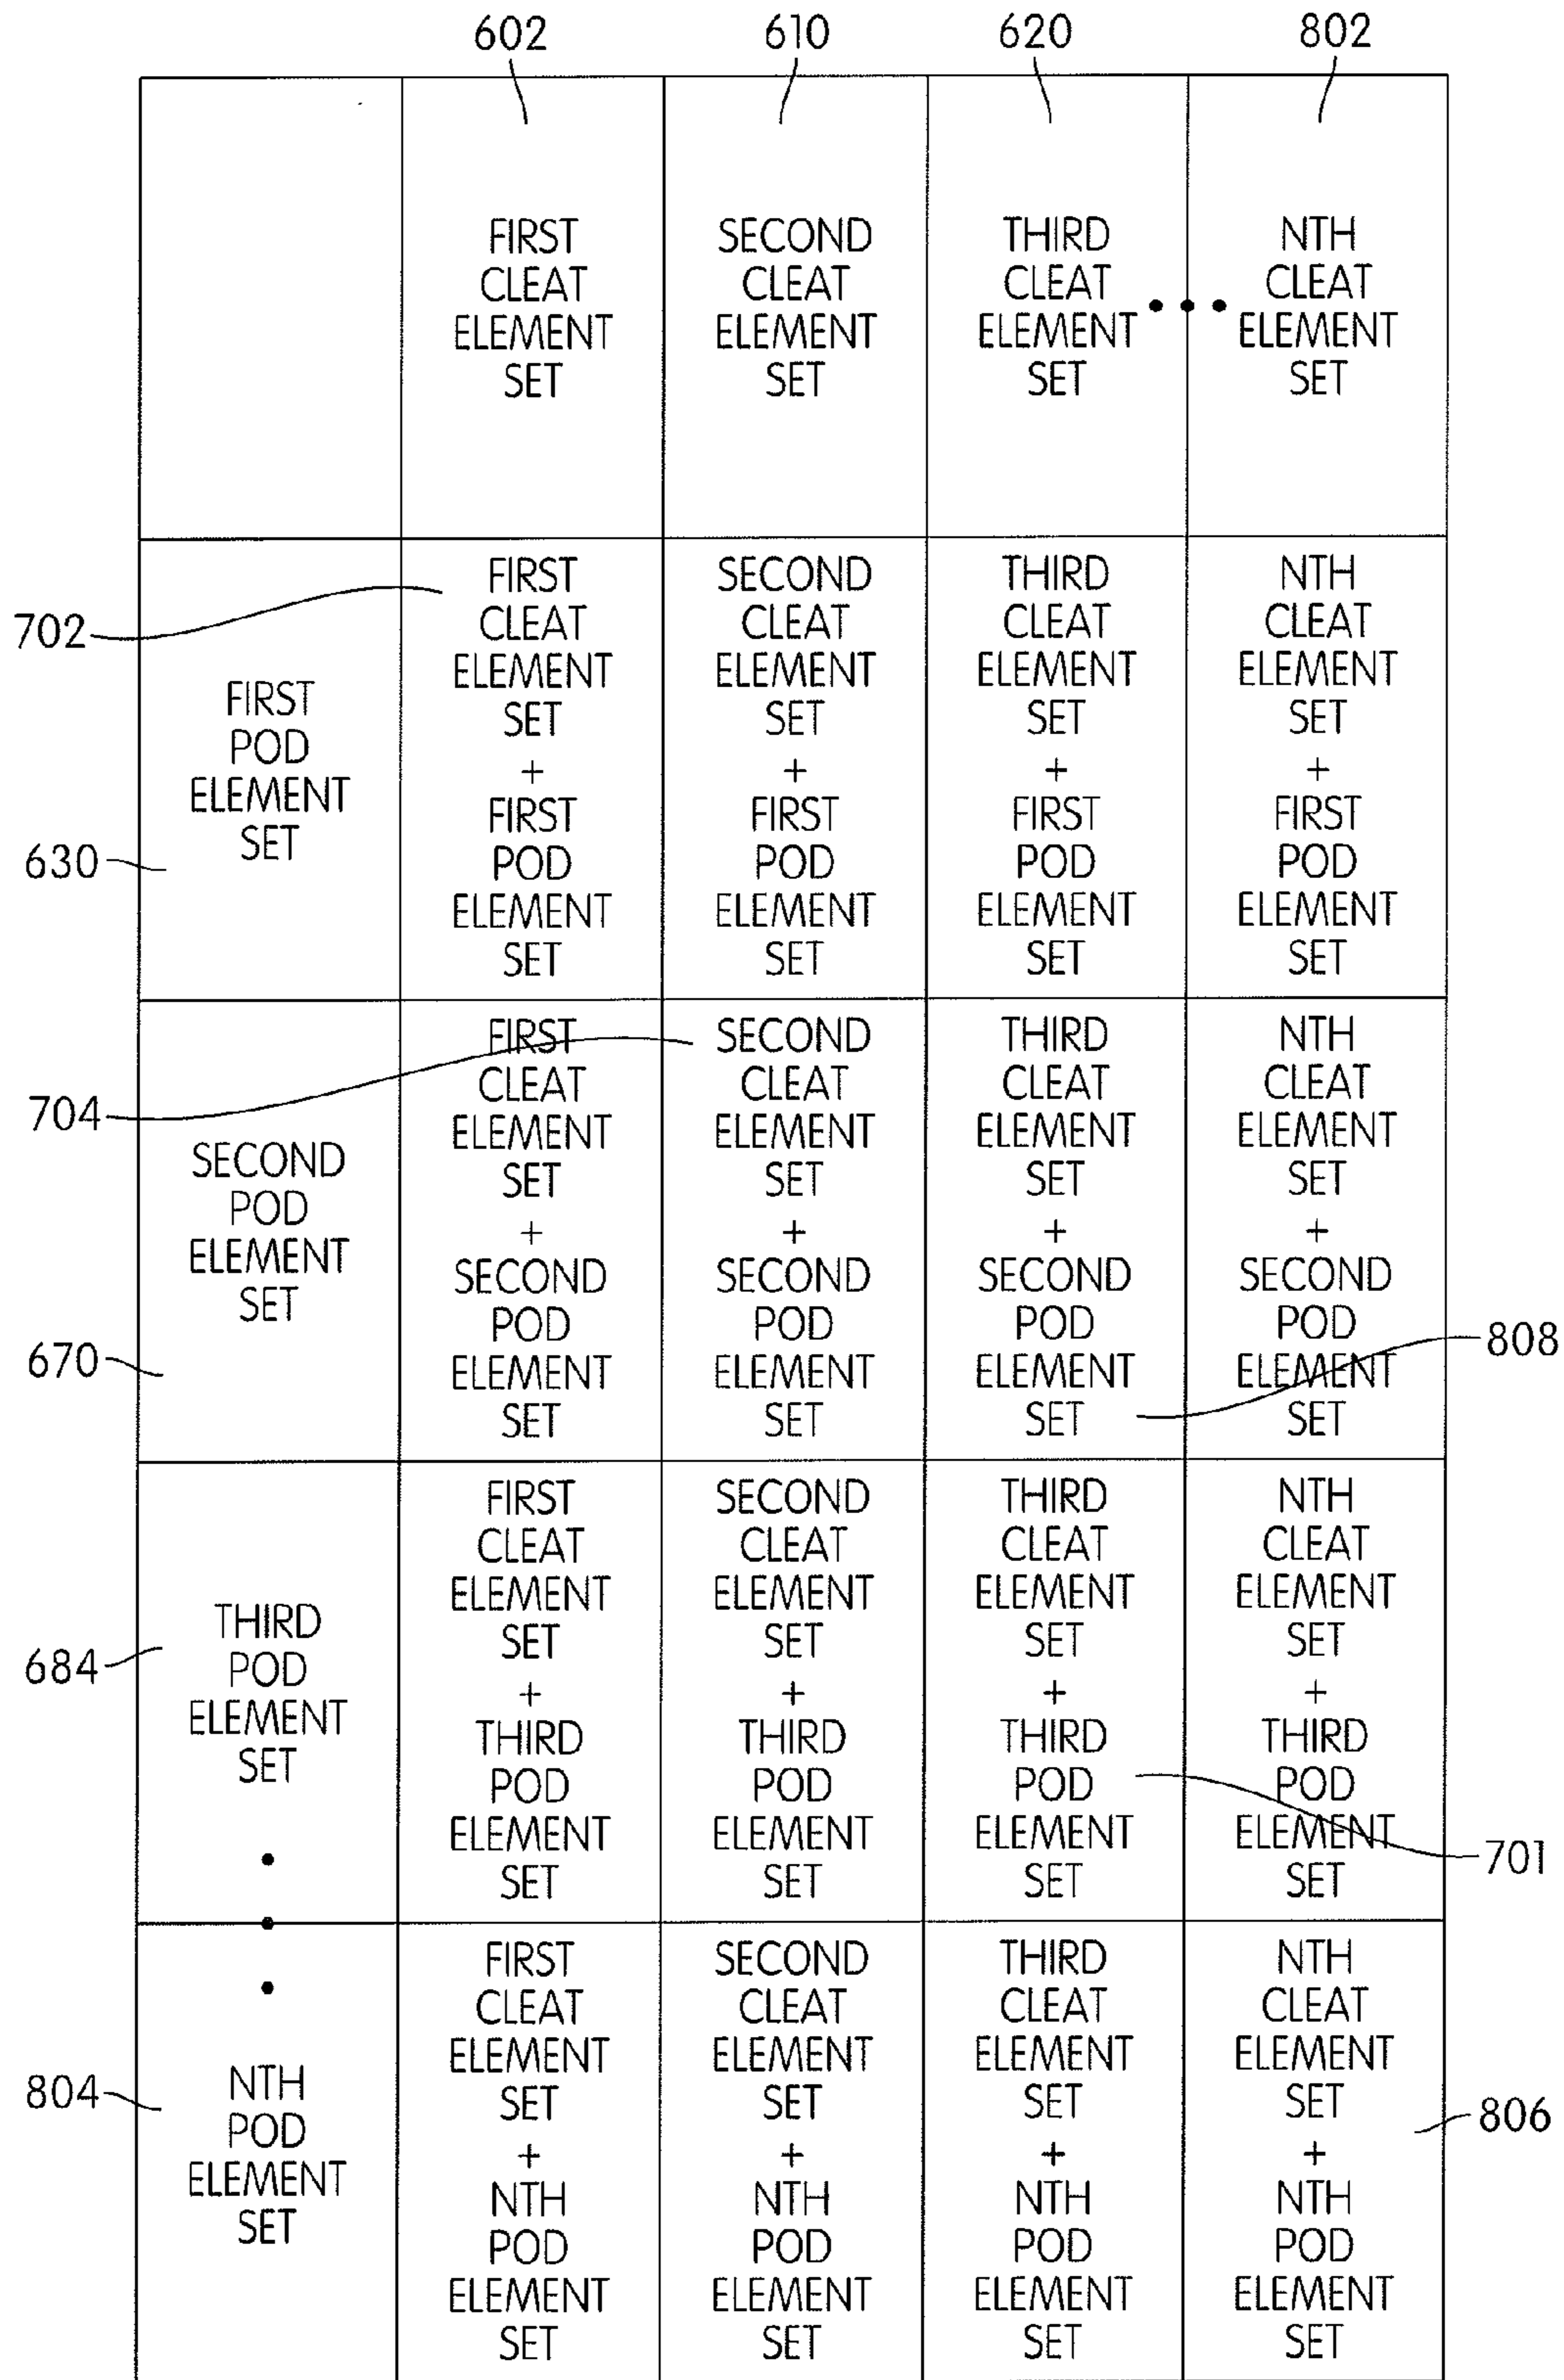 602 610 620 802
FIRST SECOND THIRD NTH
CLEAT CLEAT CLEAT CLEAT
ELEMENT ELEMENT ELEMENT ••• ELEMENT
SET SET SET SET
FIRST SECOND THIRD NTH
702 CLEAT CLEAT CLEAT CLEAT
ELEMENT ELEMENT ELEMENT ELEMENT
FIRST SET SET SET SET
POD + + + +
ELEMENT FIRST FIRST FIRST FIRST
630 SET POD POD POD POD
ELEMENT ELEMENT ELEMENT ELEMENT
SET SET SET SET
FIRST SECOND THIRD NTH
704 CLEAT CLEAT CLEAT CLEAT
ELEMENT ELEMENT ELEMENT ELEMENT
SECOND SET SET SET SET
POD + + + +
ELEMENT SECOND SECOND SECOND SECOND
SET POD POD POD POD 808
670 ELEMENT ELEMENT ELEMENT ELEMENT
SET SET SET SET
FIRST SECOND THIRD NTH
CLEAT CLEAT CLEAT CLEAT
ELEMENT ELEMENT ELEMENT ELEMENT
THIRD SET SET SET SET
684 POD + + + +
ELEMENT THIRD THIRD THIRD THIRD
SET POD POD POD POD
• ELEMENT ELEMENT ELEMENT ELEMENT 701
• SET SET SET SET
• FIRST SECOND THIRD NTH
CLEAT CLEAT CLEAT CLEAT
804 NTH ELEMENT ELEMENT ELEMENT ELEMENT
POD SET SET SET SET 806
ELEMENT + + + +
SET NTH NTH NTH NTH
POD POD POD POD
ELEMENT ELEMENT ELEMENT ELEMENT
SET SET SET SET